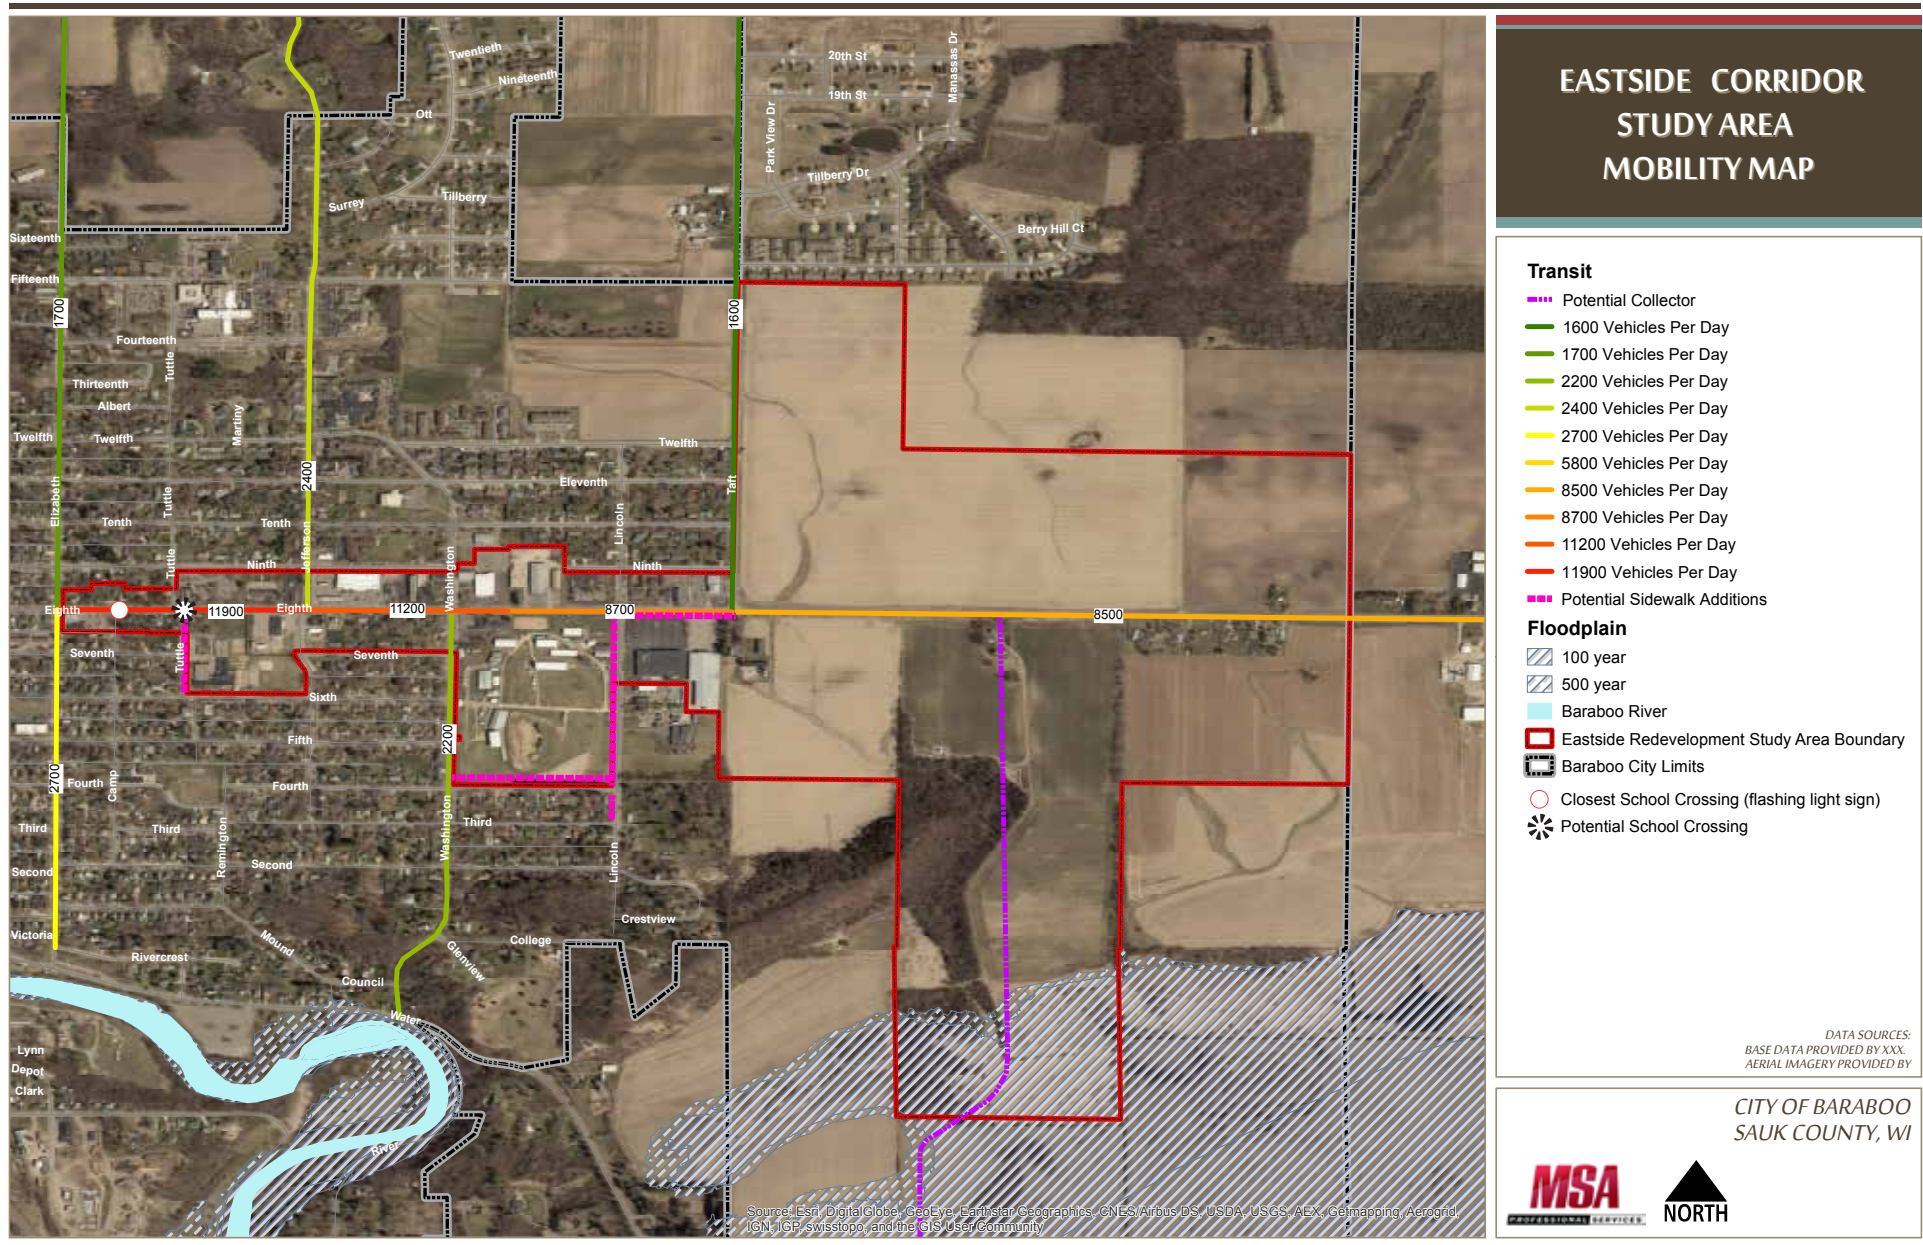 EASTSIDE CORRIDOR
STUDY AREA
MOBILITY MAP
Transit
Potential Collector
1600 Vehicles Per Day
1700 Vehicles Per Day
2200 Vehicles Per Day
2400 Vehicles Per Day
2700 Vehicles Per Day
5800 Vehicles Per Day
8500 Vehicles Per Day
8700 Vehicles Per Day
11200 Vehicles Per Day
11900 Vehicles Per Day
Potential Sidewalk Additions
Floodplain
100 year
500 year
Baraboo River
Eastside Redevelopment Study Area Boundary
Baraboo City Limits
Closest School Crossing (flashing light sign)
Potential School Crossing
DATA SOURCES:
BASE DATA PROVIDED BY XXX.
AERIAL IMAGERY PROVIDED BY
CITY OF BARABOO
SAUK COUNTY, WI
MSA
PROFESSIONAL SERVICES
NORTH
Twentieth
Nineteenth
Ott
Surrey
Tillberry
20th St
19th St
Manassas Dr
Park View Dr
Tillberry Dr
Berry Hill Ct
Sixteenth
Fifteenth
1700
1600
Fourteenth
Tuttle
Thirteenth
Albert
Martiny
Twelfth
Twelfth
Twelfth
2400
Eleventh
Elizabeth
Tuttle
Tenth
Tenth
Lincoln
Taft
Jefferson
Tuttle
Ninth
Washington
Ninth
Eighth
11900
Eighth
11200
8700
8500
Seventh
Tuttle
Seventh
Sixth
Fifth
2200
2700
Fourth
Camp
Fourth
Third
Third
Remington
Washington
Third
Second
Second
Lincoln
Victoria
Rivercrest
Mound
Council
Glenview
College
Crestview
Water
Lynn
Depot
Clark
River
Source: Esri, DigitalGlobe, GeoEye, Earthstar Geographics, CNES/Airbus DS, USDA, USGS, AEX, Getmapping, Aerogrid,
IGN, IGP, swisstopo, and the GIS User Community